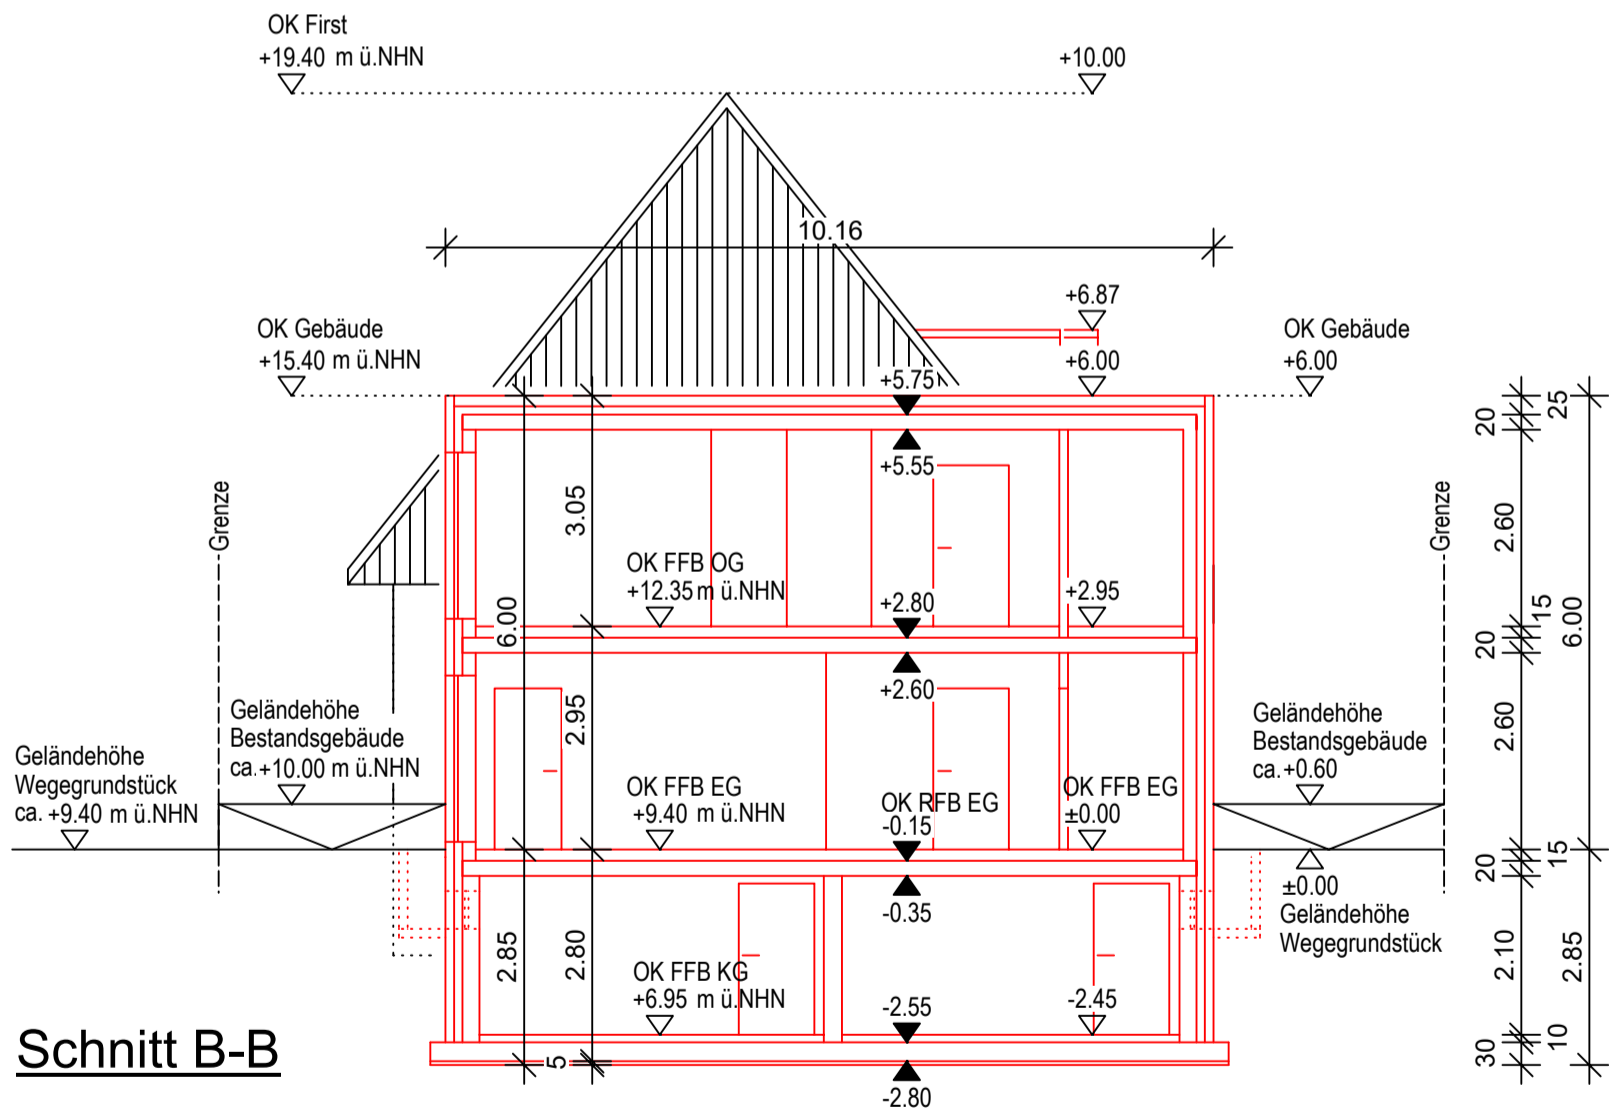 OK First
+19.40 m ü.NHN
+10.00
10.16
+6.87
OK Gebäude
+15.40 m ü.NHN
+5.75
+6.00
OK Gebäude
+6.00
20
25
+5.55
3.05
2.60
Grenze
Grenze
OK FFB OG
+12.35 m ü.NHN
+2.80
+2.95
6.00
15
20
6.00
+2.60
Geländehöhe
Bestandsgebäude
ca.+10.00 m ü.NHN
2.95
2.60
Geländehöhe
Bestandsgebäude
ca.+0.60
Geländehöhe
Wegegrundstück
ca. +9.40 m ü.NHN
OK FFB EG
+9.40 m ü.NHN
OK RFB EG
-0.15
OK FFB EG
±0.00
20
15
-0.35
±0.00
Geländehöhe
Wegegrundstück
2.85
2.80
2.10
2.85
OK FFB KG
+6.95 m ü.NHN
-2.55
-2.45
Schnitt B-B
5
30
10
-2.80